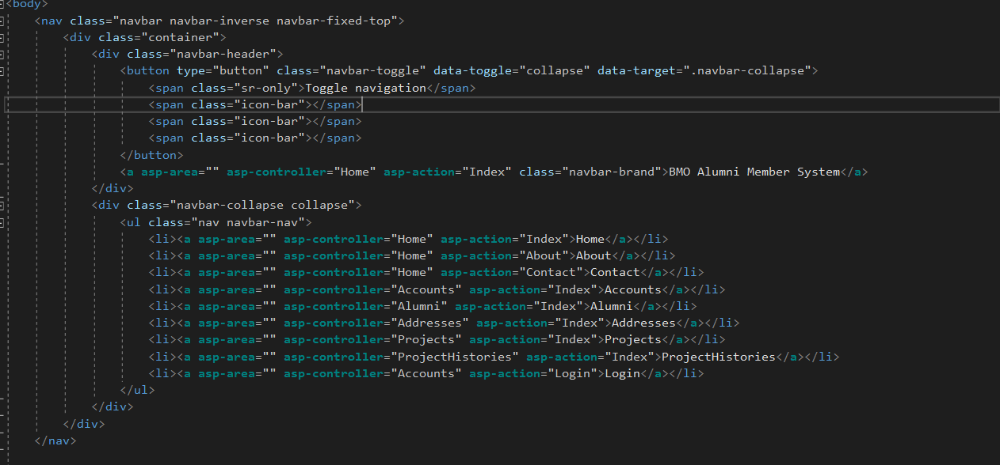 <body>
<nav class="navbar navbar-inverse navbar-fixed-top">
<div class="container">
<div class="navbar-header">
<button type="button" class="navbar-toggle" data-toggle="collapse" data-target=".navbar-collapse">
<span class="sr-only">Toggle navigation</span>
<span class="icon-bar"></span>
<span class="icon-bar"></span>
<span class="icon-bar"></span>
</button>
<a asp-area="" asp-controller="Home" asp-action="Index" class="navbar-brand">BMO Alumni Member System</a>
</div>
<div class="navbar-collapse collapse">
<ul class="nav navbar-nav">
<li><a asp-area="" asp-controller="Home" asp-action="Index">Home</a></li>
<li><a asp-area="" asp-controller="Home" asp-action="About">About</a></li>
<li><a asp-area="" asp-controller="Home" asp-action="Contact">Contact</a></li>
<li><a asp-area="" asp-controller="Accounts" asp-action="Index">Accounts</a></li>
<li><a asp-area="" asp-controller="Alumni" asp-action="Index">Alumni</a></li>
<li><a asp-area="" asp-controller="Addresses" asp-action="Index">Addresses</a></li>
<li><a asp-area="" asp-controller="Projects" asp-action="Index">Projects</a></li>
<li><a asp-area="" asp-controller="ProjectHistories" asp-action="Index">ProjectHistories</a></li>
<li><a asp-area="" asp-controller="Accounts" asp-action="Login">Login</a></li>
</ul>
</div>
</div>
</nav>